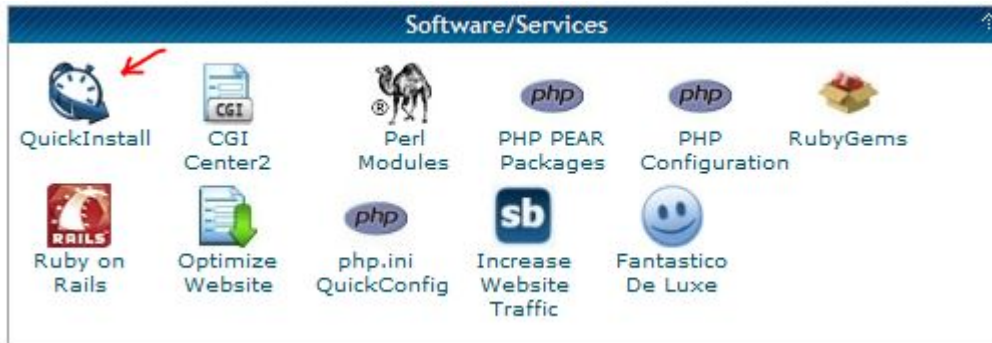 Software/Services
QuickInstall
CGI
CGI
Center2
®
Perl
Modules
php
PHP PEAR
Packages
php
PHP
Configuration
RubyGems
RAILS
Ruby on
Rails
Optimize
Website
php
php.ini
QuickConfig
sb
Increase
Website
Traffic
Fantastico
De Luxe